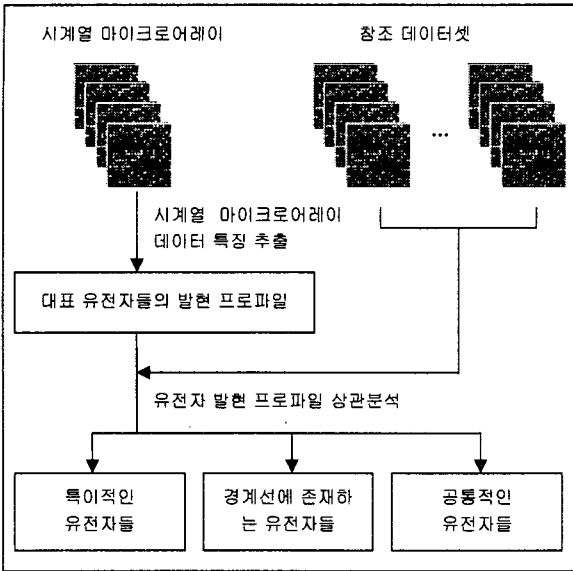 시계열 마이크로어레이
참조 데이터셋
...
시계열 마이크로어레이
데이터 특징 추출
대표 유전자들의 발현 프로파일
유전자 발현 프로파일 상관분석
특이적인
유전자들
경계선에 존재하
는 유전자들
공통적인
유전자들